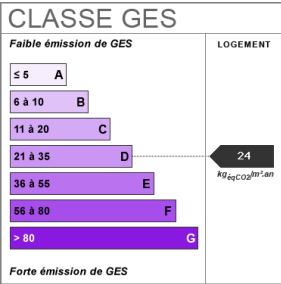 CLASSE GES
Faible émission de GES
LOGEMENT
≤ 5 A
6 à 10 B
11 à 20 C
21 à 35 D
24
36 à 55 E
kgéqCO2/m².an
56 à 80 F
> 80 G
Forte émission de GES